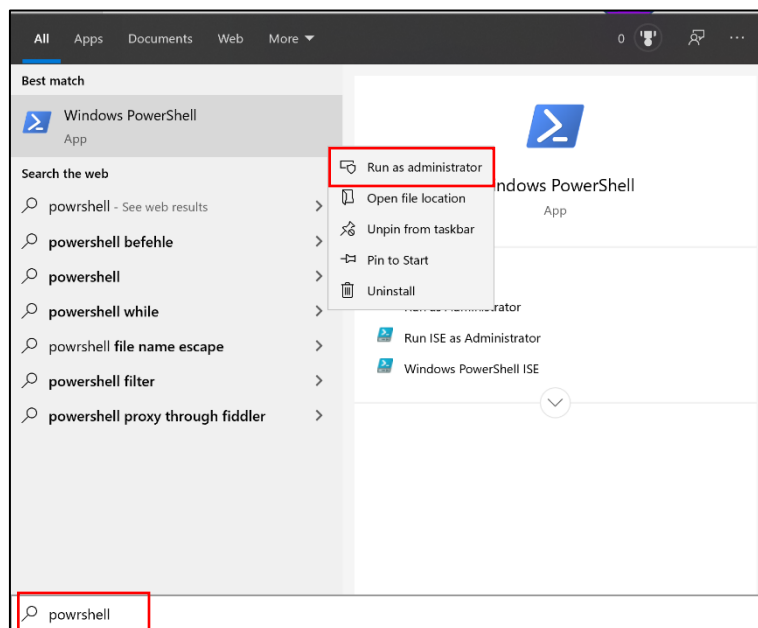 All Apps Documents Web More 0 ...
Best match
Windows PowerShell
App
Search the web
powrshell - See web results
powershell befehle
powershell
powershell while
powrshell file name escape
powershell filter
powershell proxy through fiddler
Run as administrator
Open file location
Unpin from taskbar
Pin to Start
Uninstall
ndows PowerShell
App
Run ISE as Administrator
Windows PowerShell ISE
powrshell